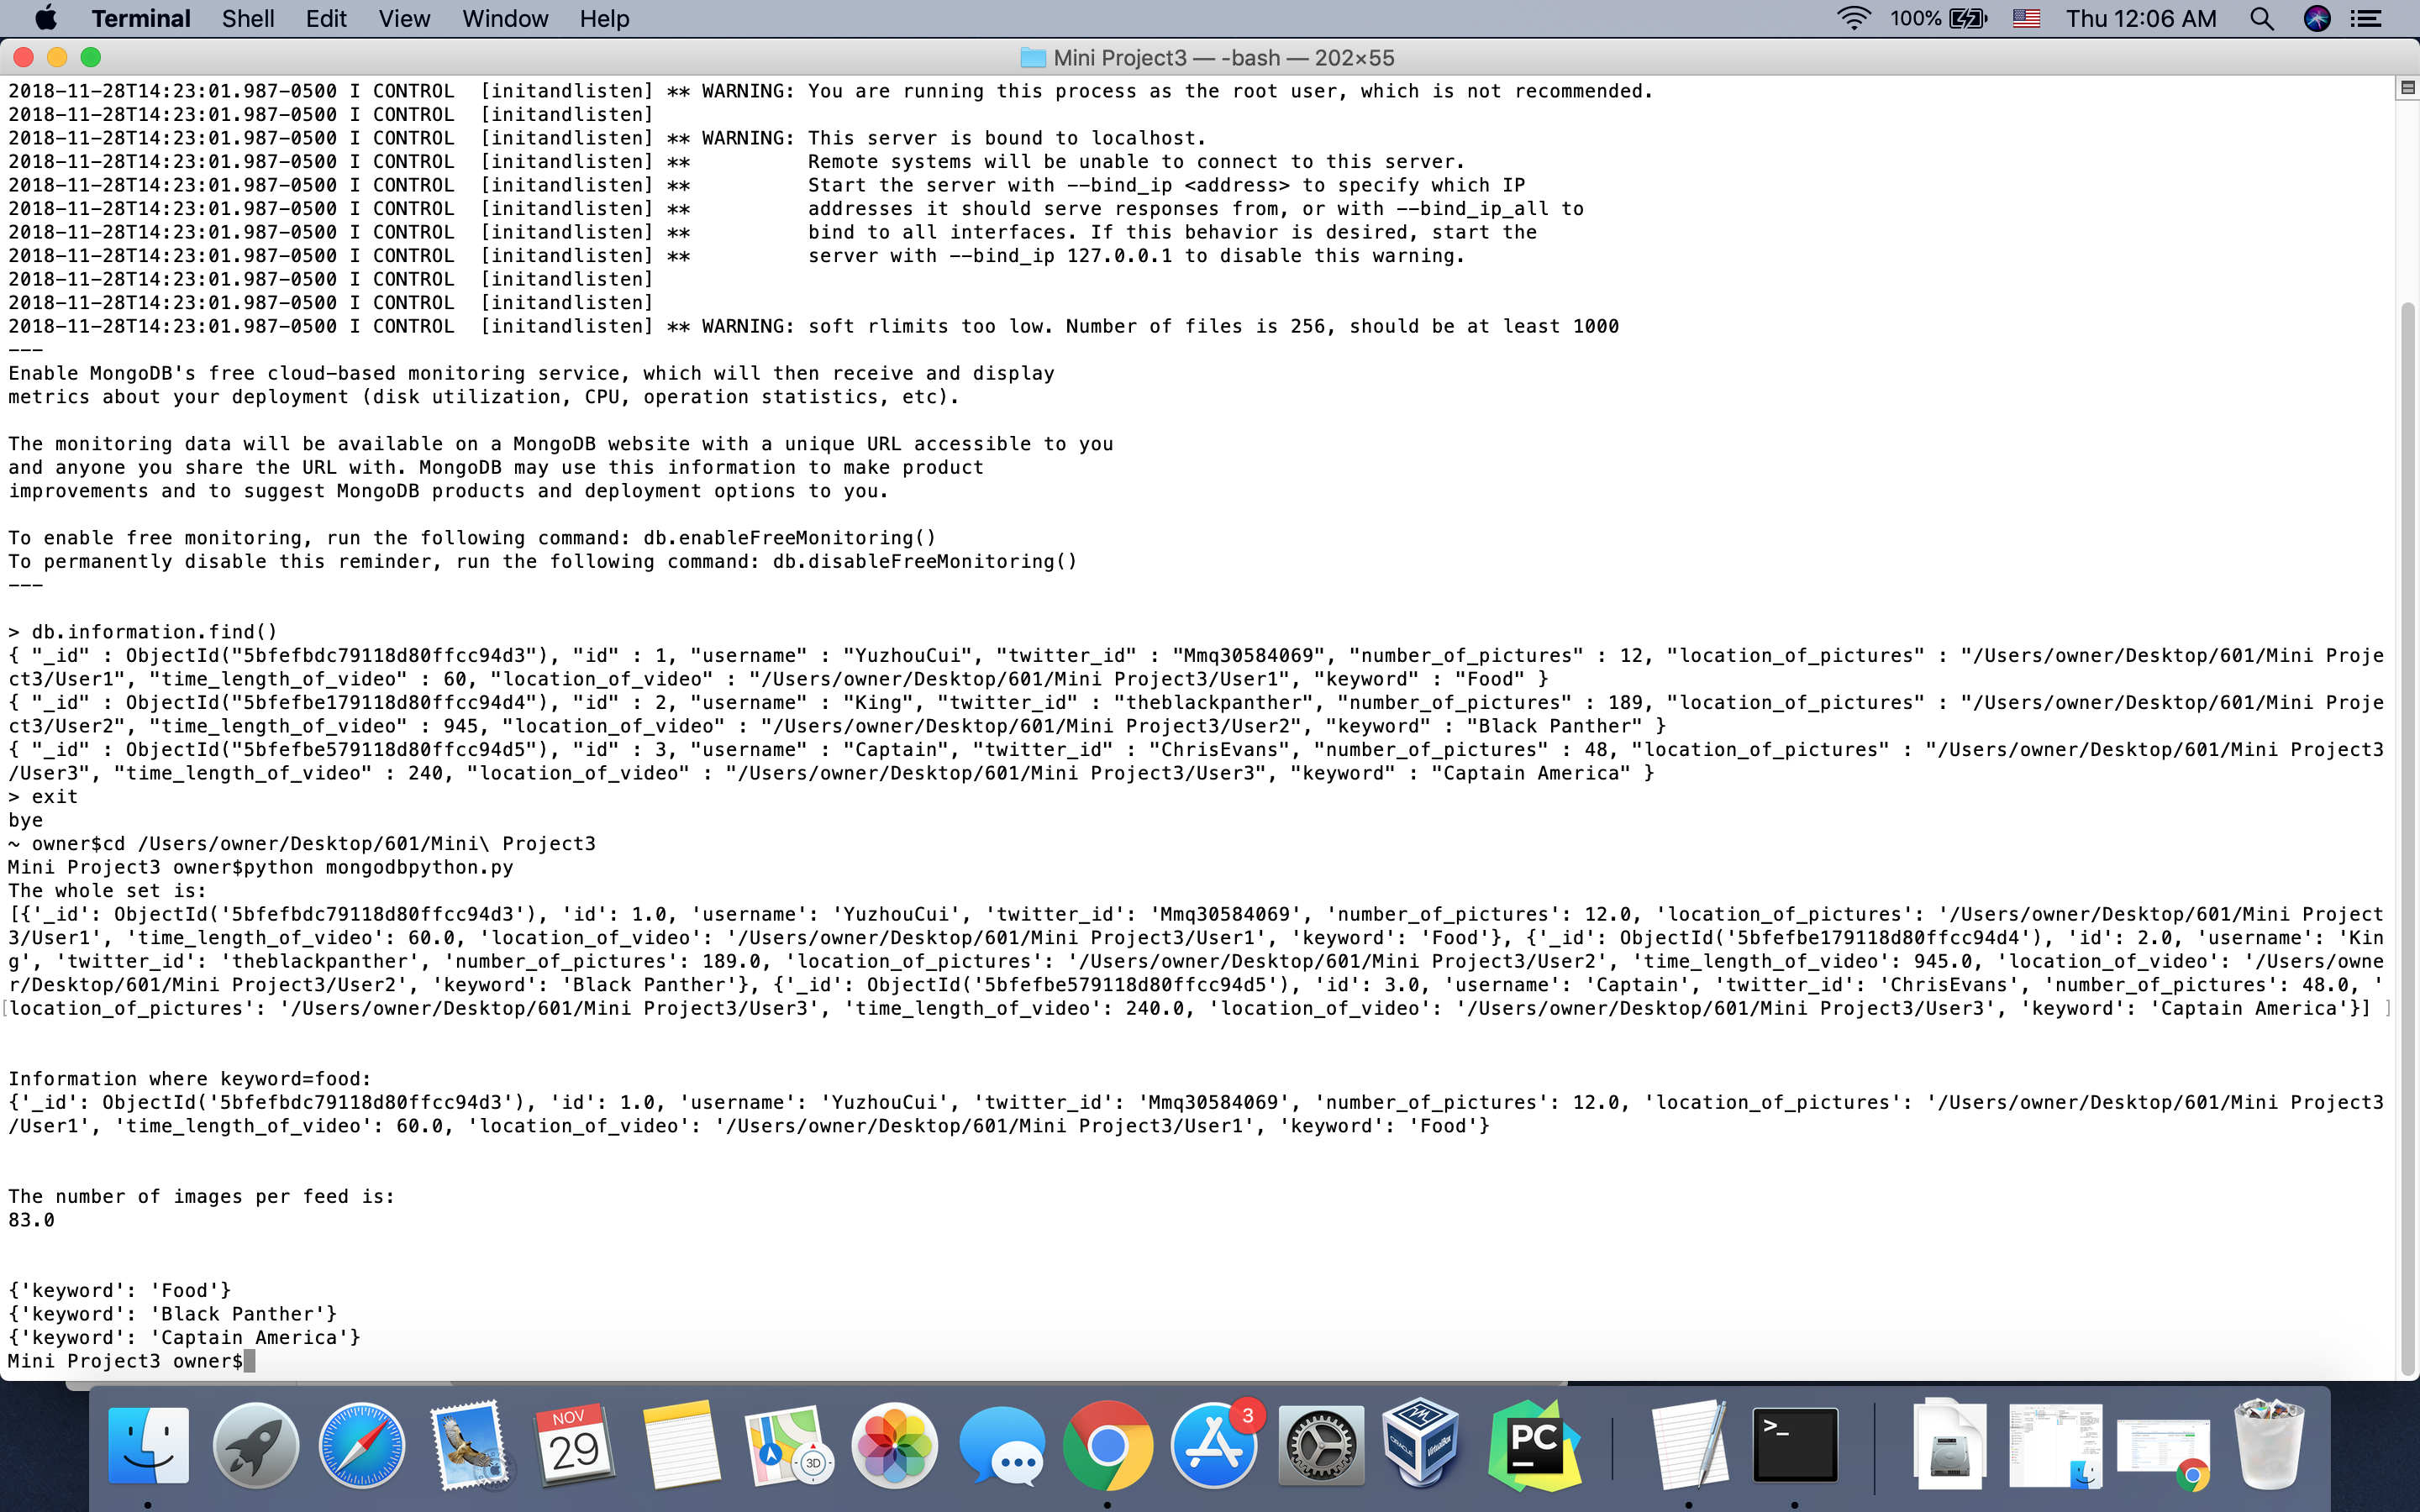 Terminal Shell Edit View Window Help 100% Thu 12:06 AM
Mini Project3 — -bash — 202×55
2018-11-28T14:23:01.987-0500 I CONTROL  [initandlisten] ** WARNING: You are running this process as the root user, which is not recommended.
2018-11-28T14:23:01.987-0500 I CONTROL  [initandlisten]
2018-11-28T14:23:01.987-0500 I CONTROL  [initandlisten] ** WARNING: This server is bound to localhost.
2018-11-28T14:23:01.987-0500 I CONTROL  [initandlisten] **          Remote systems will be unable to connect to this server.
2018-11-28T14:23:01.987-0500 I CONTROL  [initandlisten] **          Start the server with --bind_ip <address> to specify which IP
2018-11-28T14:23:01.987-0500 I CONTROL  [initandlisten] **          addresses it should serve responses from, or with --bind_ip_all to
2018-11-28T14:23:01.987-0500 I CONTROL  [initandlisten] **          bind to all interfaces. If this behavior is desired, start the
2018-11-28T14:23:01.987-0500 I CONTROL  [initandlisten] **          server with --bind_ip 127.0.0.1 to disable this warning.
2018-11-28T14:23:01.987-0500 I CONTROL  [initandlisten]
2018-11-28T14:23:01.987-0500 I CONTROL  [initandlisten]
2018-11-28T14:23:01.987-0500 I CONTROL  [initandlisten] ** WARNING: soft rlimits too low. Number of files is 256, should be at least 1000
---
Enable MongoDB's free cloud-based monitoring service, which will then receive and display
metrics about your deployment (disk utilization, CPU, operation statistics, etc).
The monitoring data will be available on a MongoDB website with a unique URL accessible to you
and anyone you share the URL with. MongoDB may use this information to make product
improvements and to suggest MongoDB products and deployment options to you.
To enable free monitoring, run the following command: db.enableFreeMonitoring()
To permanently disable this reminder, run the following command: db.disableFreeMonitoring()
---
> db.information.find()
{ "_id" : ObjectId("5bfefbdc79118d80ffcc94d3"), "id" : 1, "username" : "YuzhouCui", "twitter_id" : "Mmq30584069", "number_of_pictures" : 12, "location_of_pictures" : "/Users/owner/Desktop/601/Mini Proje
ct3/User1", "time_length_of_video" : 60, "location_of_video" : "/Users/owner/Desktop/601/Mini Project3/User1", "keyword" : "Food" }
{ "_id" : ObjectId("5bfefbe179118d80ffcc94d4"), "id" : 2, "username" : "King", "twitter_id" : "theblackpanther", "number_of_pictures" : 189, "location_of_pictures" : "/Users/owner/Desktop/601/Mini Proje
ct3/User2", "time_length_of_video" : 945, "location_of_video" : "/Users/owner/Desktop/601/Mini Project3/User2", "keyword" : "Black Panther" }
{ "_id" : ObjectId("5bfefbe579118d80ffcc94d5"), "id" : 3, "username" : "Captain", "twitter_id" : "ChrisEvans", "number_of_pictures" : 48, "location_of_pictures" : "/Users/owner/Desktop/601/Mini Project3
/User3", "time_length_of_video" : 240, "location_of_video" : "/Users/owner/Desktop/601/Mini Project3/User3", "keyword" : "Captain America" }
> exit
bye
~ owner$cd /Users/owner/Desktop/601/Mini\ Project3
Mini Project3 owner$python mongodbpython.py
The whole set is:
[{'_id': ObjectId('5bfefbdc79118d80ffcc94d3'), 'id': 1.0, 'username': 'YuzhouCui', 'twitter_id': 'Mmq30584069', 'number_of_pictures': 12.0, 'location_of_pictures': '/Users/owner/Desktop/601/Mini Project
3/User1', 'time_length_of_video': 60.0, 'location_of_video': '/Users/owner/Desktop/601/Mini Project3/User1', 'keyword': 'Food'}, {'_id': ObjectId('5bfefbe179118d80ffcc94d4'), 'id': 2.0, 'username': 'Kin
g', 'twitter_id': 'theblackpanther', 'number_of_pictures': 189.0, 'location_of_pictures': '/Users/owner/Desktop/601/Mini Project3/User2', 'time_length_of_video': 945.0, 'location_of_video': '/Users/owne
r/Desktop/601/Mini Project3/User2', 'keyword': 'Black Panther'}, {'_id': ObjectId('5bfefbe579118d80ffcc94d5'), 'id': 3.0, 'username': 'Captain', 'twitter_id': 'ChrisEvans', 'number_of_pictures': 48.0, '
[location_of_pictures': '/Users/owner/Desktop/601/Mini Project3/User3', 'time_length_of_video': 240.0, 'location_of_video': '/Users/owner/Desktop/601/Mini Project3/User3', 'keyword': 'Captain America'}] ]
Information where keyword=food:
{'_id': ObjectId('5bfefbdc79118d80ffcc94d3'), 'id': 1.0, 'username': 'YuzhouCui', 'twitter_id': 'Mmq30584069', 'number_of_pictures': 12.0, 'location_of_pictures': '/Users/owner/Desktop/601/Mini Project3
/User1', 'time_length_of_video': 60.0, 'location_of_video': '/Users/owner/Desktop/601/Mini Project3/User1', 'keyword': 'Food'}
The number of images per feed is:
83.0
{'keyword': 'Food'}
{'keyword': 'Black Panther'}
{'keyword': 'Captain America'}
Mini Project3 owner$
NOV
29
3D
3
PC
>_